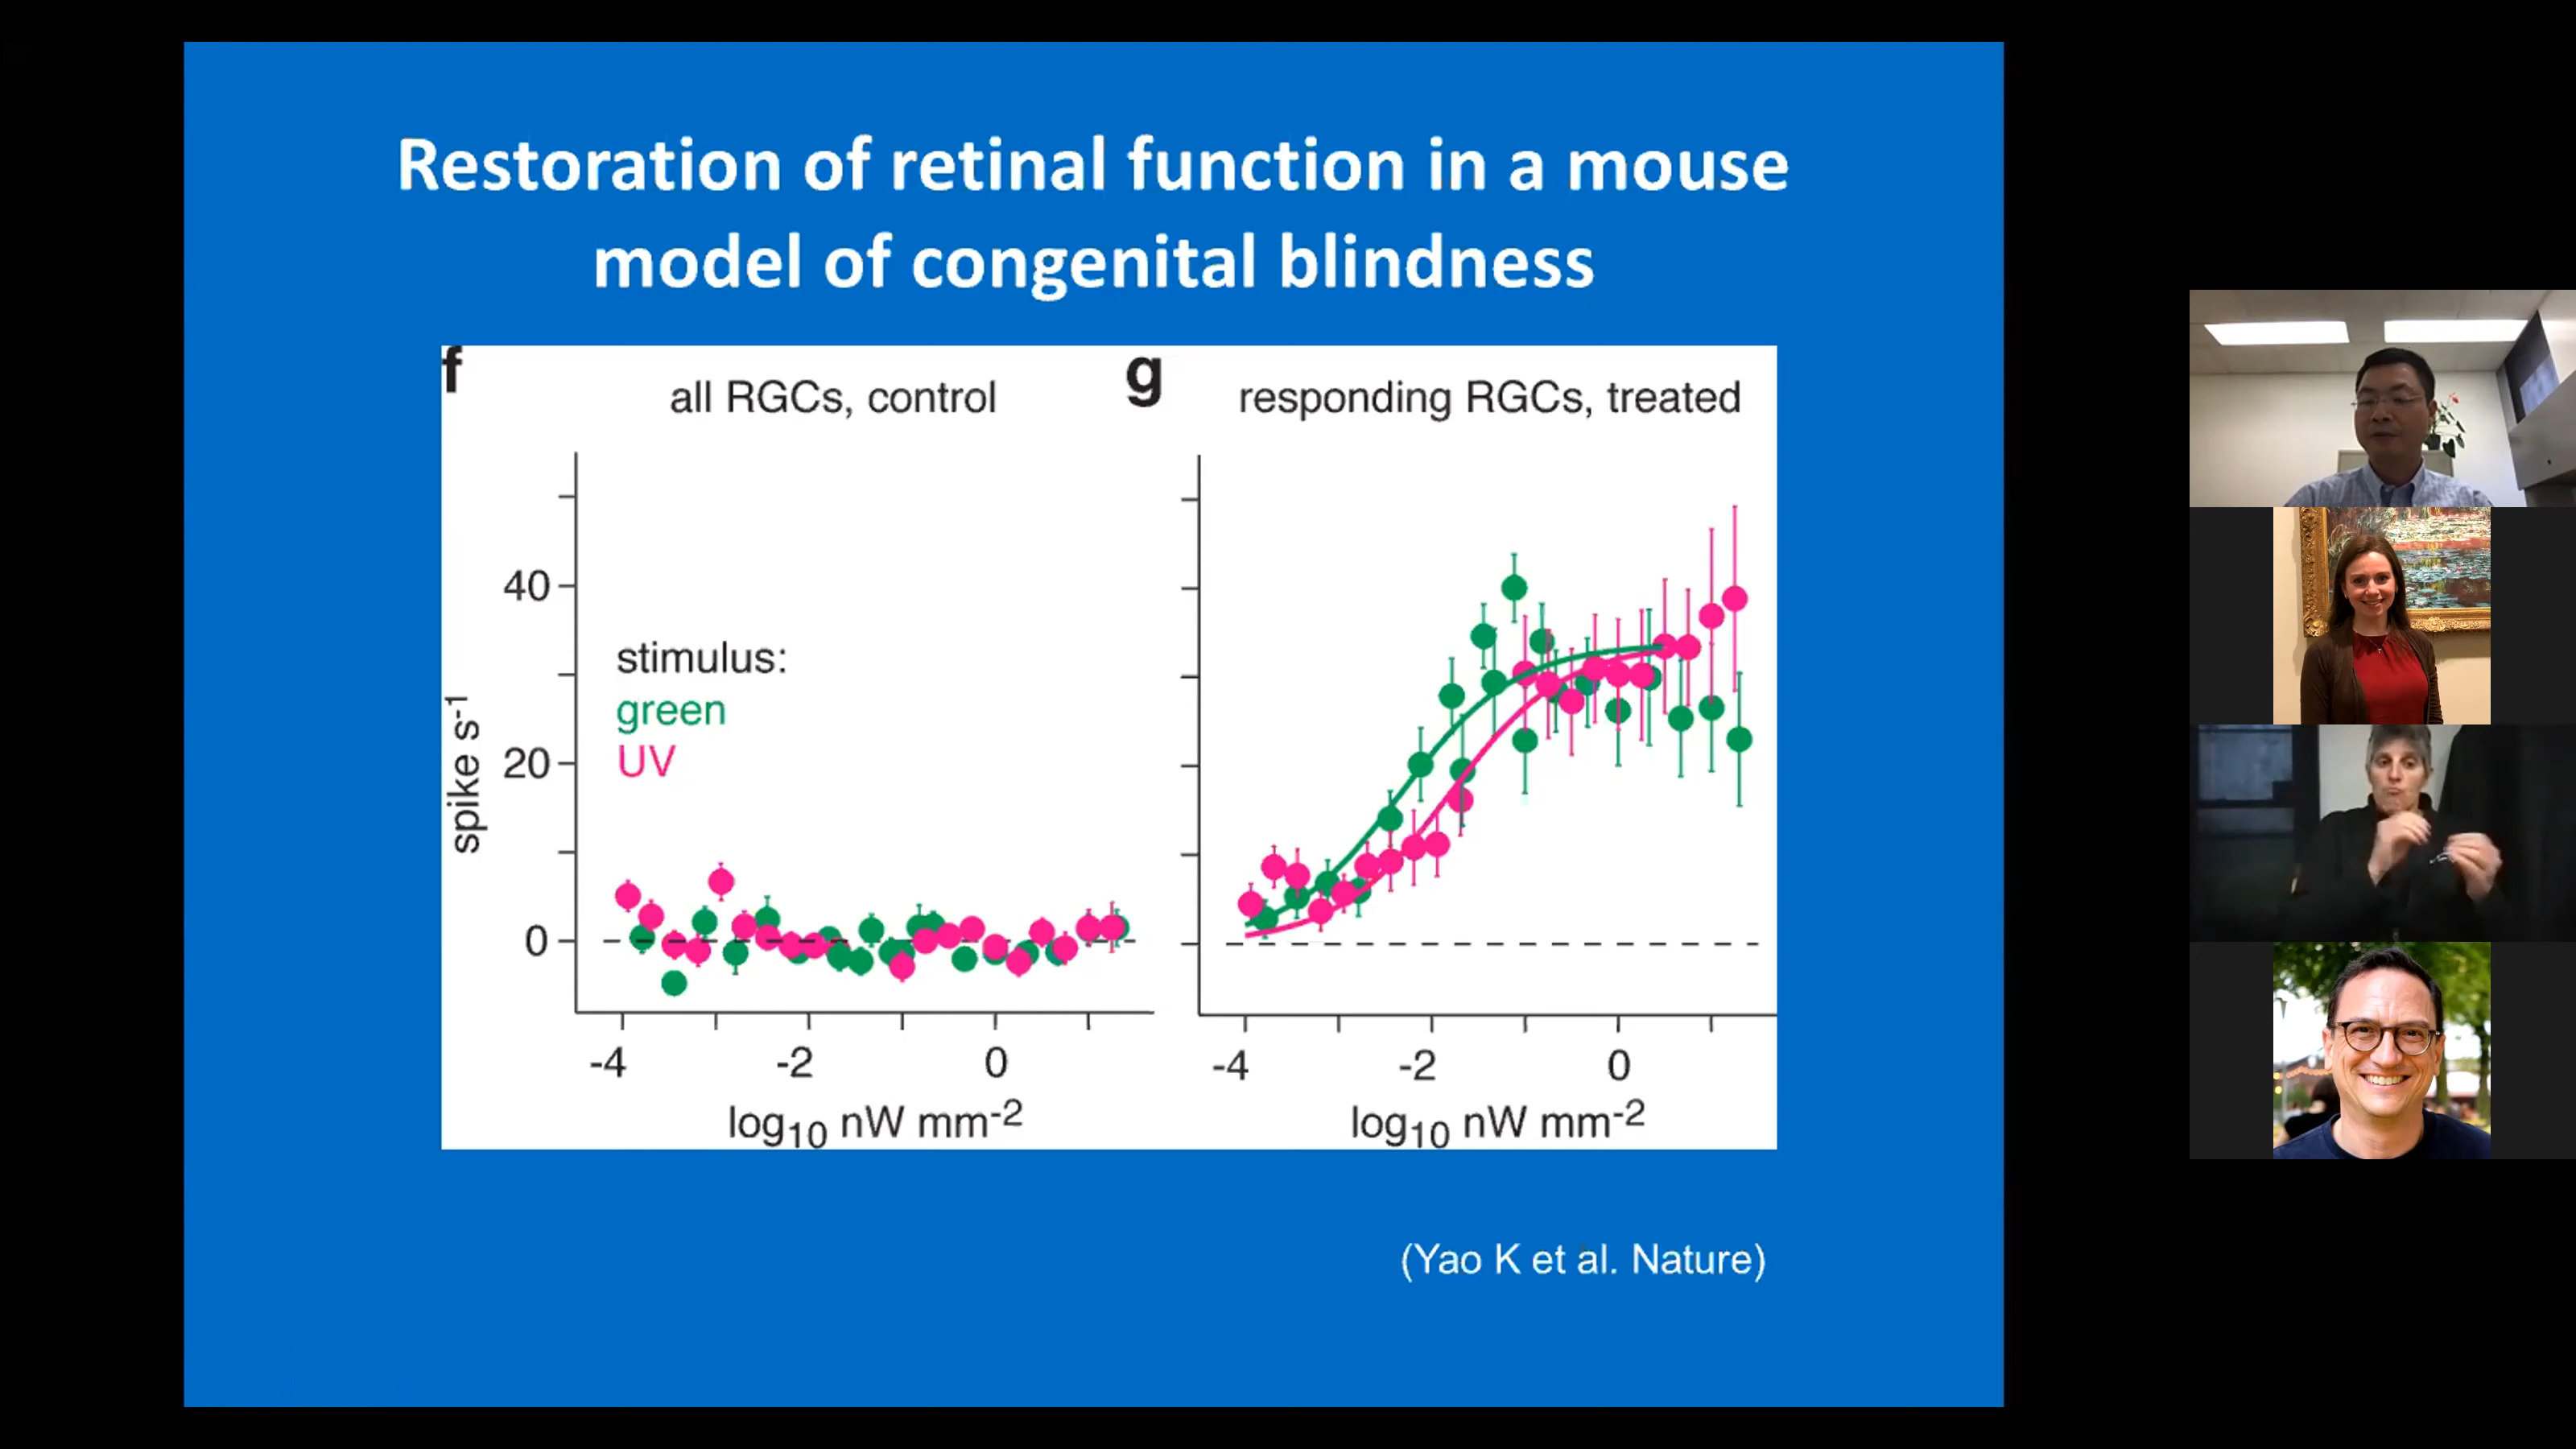 Restoration of retinal function in a mouse
model of congenital blindness
f
all RGCs, control
40
20
0
spike s-1
stimulus:
green
UV
-4 -2 0
log10 nW mm-2
g
responding RGCs, treated
-4 -2 0
log10 nW mm-2
(Yao K et al. Nature)